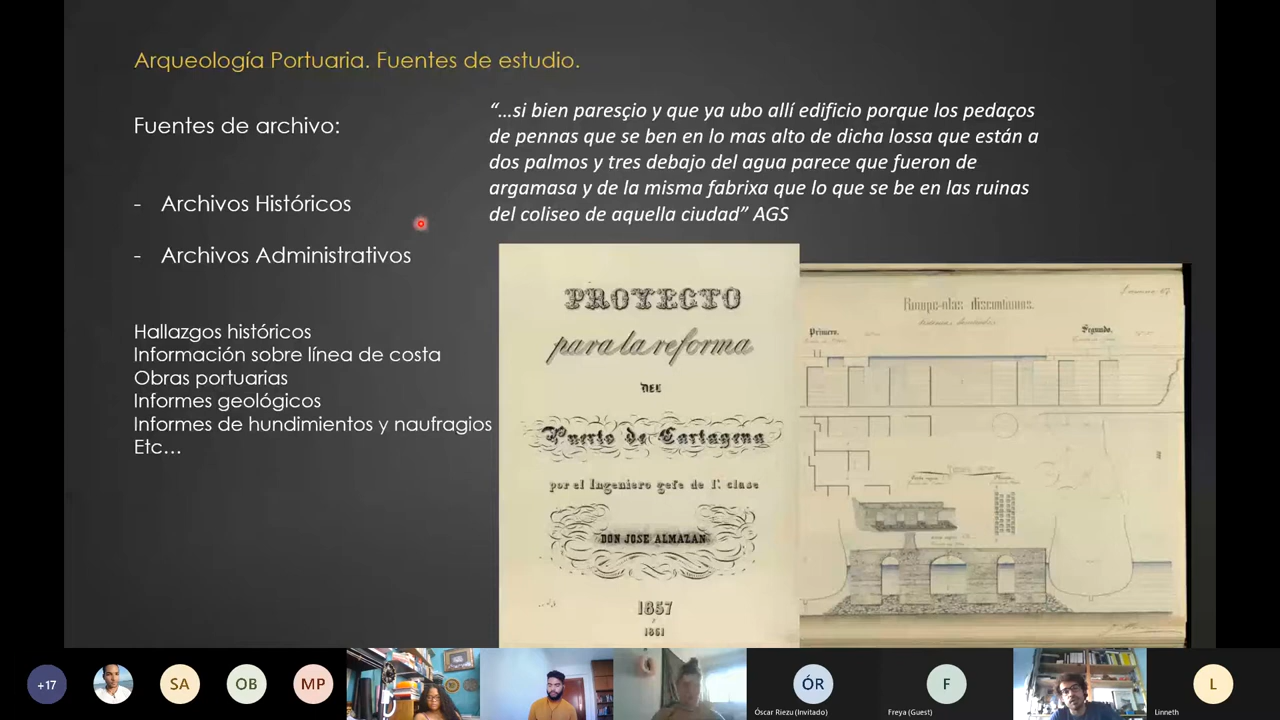 Arqueología Portuaria. Fuentes de estudio.
Fuentes de archivo:
- Archivos Históricos
- Archivos Administrativos
Hallazgos históricos
Información sobre línea de costa
Obras portuarias
Informes geológicos
Informes de hundimientos y naufragios
Etc...
“...si bien paresçio y que ya ubo allí edificio porque los pedaços
de pennas que se ben en lo mas alto de dicha lossa que están a
dos palmos y tres debajo del agua parece que fueron de
argamasa y de la misma fabrixa que lo que se be en las ruinas
del coliseo de aquella ciudad” AGS
PROYECTO
para la reforma
DEL
Puerto de Cartagena
por el Ingeniero gefe de 1ª. clase
DON JOSE ALMAZAN
1857
1861
Rompe-olas discontinuos.
Primero.
Segundo.
+17
SA
OB
MP
ÓR
Óscar Riezu (Invitado)
F
Freya (Guest)
L
Linneth